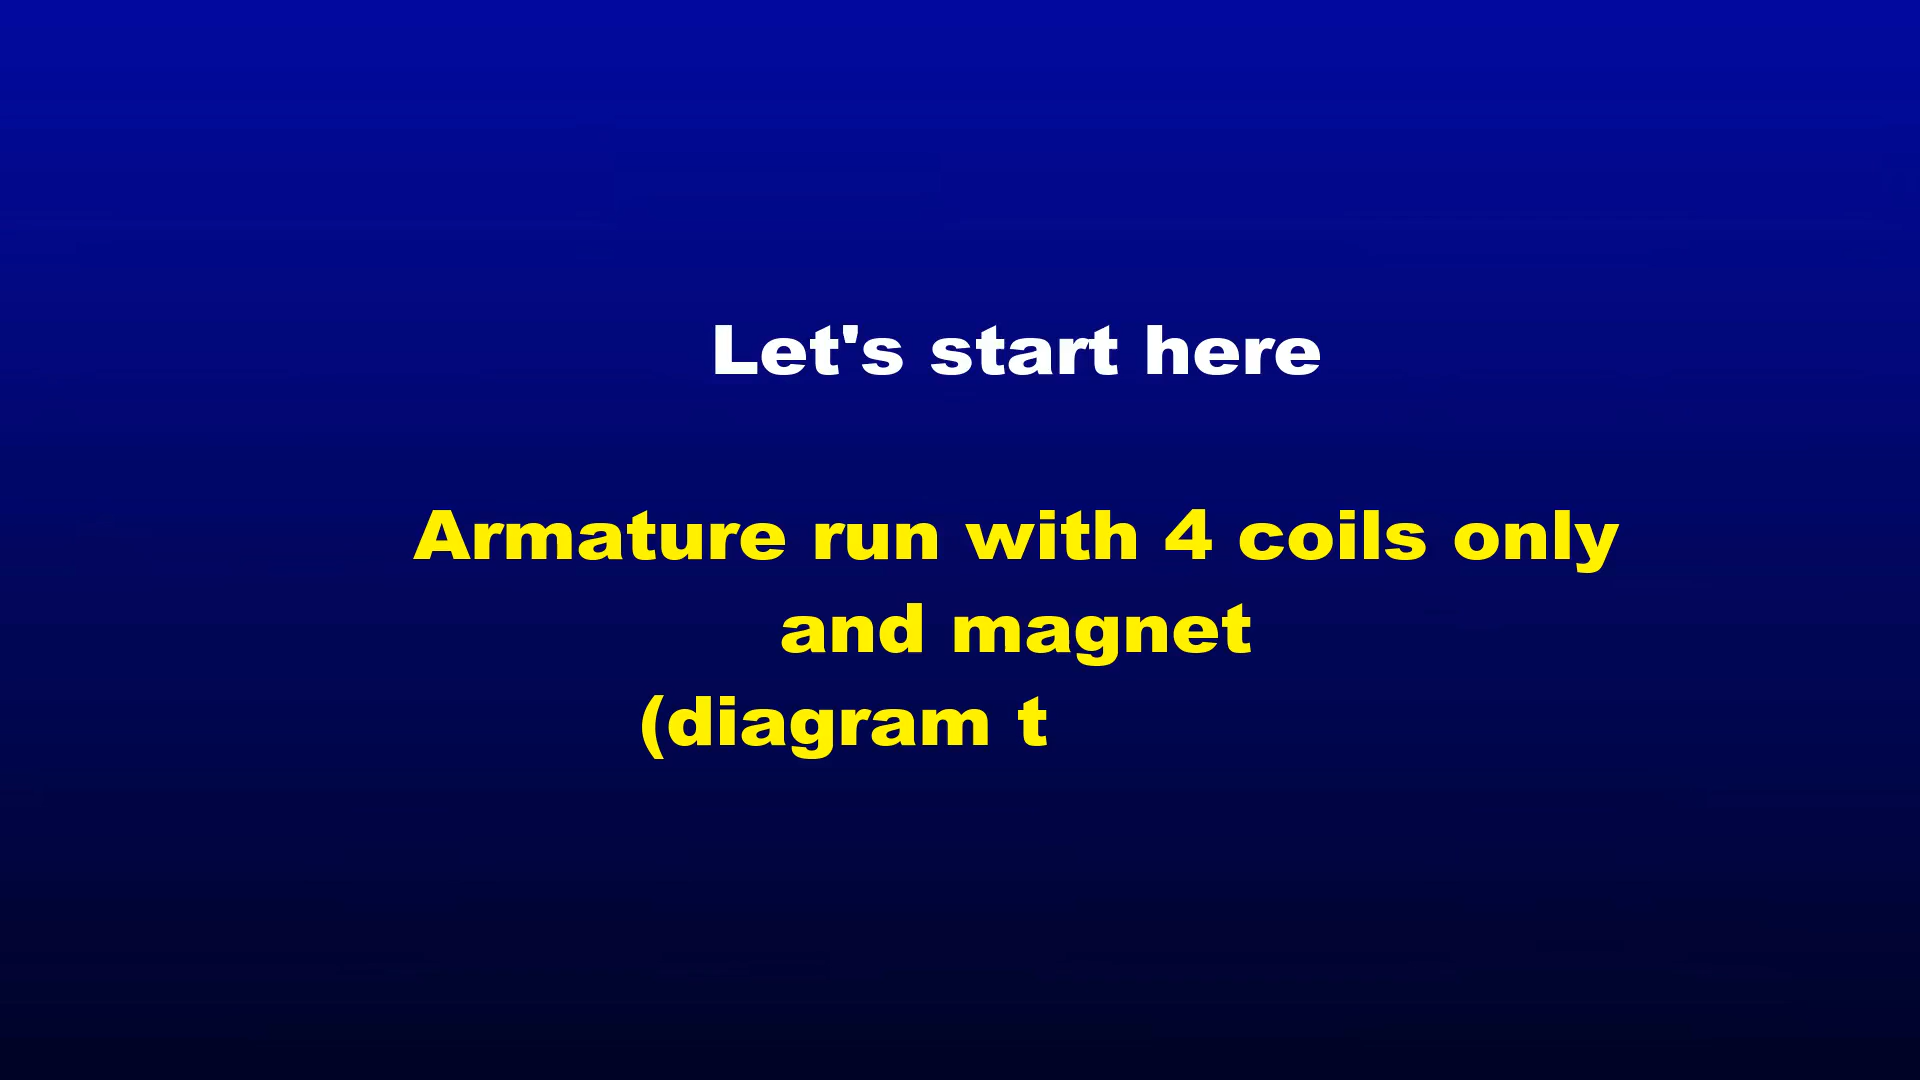 Let's start here
Armature run with 4 coils only
and magnet
(diagram t